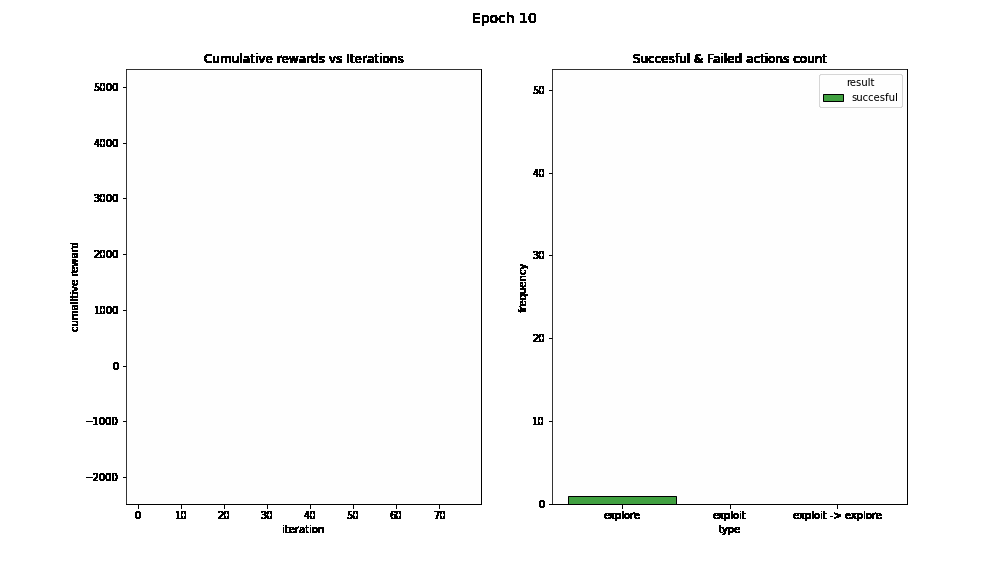 Epoch 10
Cumulative rewards vs Iterations
5000
4000
3000
2000
1000
0
−1000
−2000
cumalitive reward
0 10 20 30 40 50 60 70
iteration
Succesful & Failed actions count
result
succesful
50
40
30
20
10
0
frequency
explore exploit exploit -> explore
type